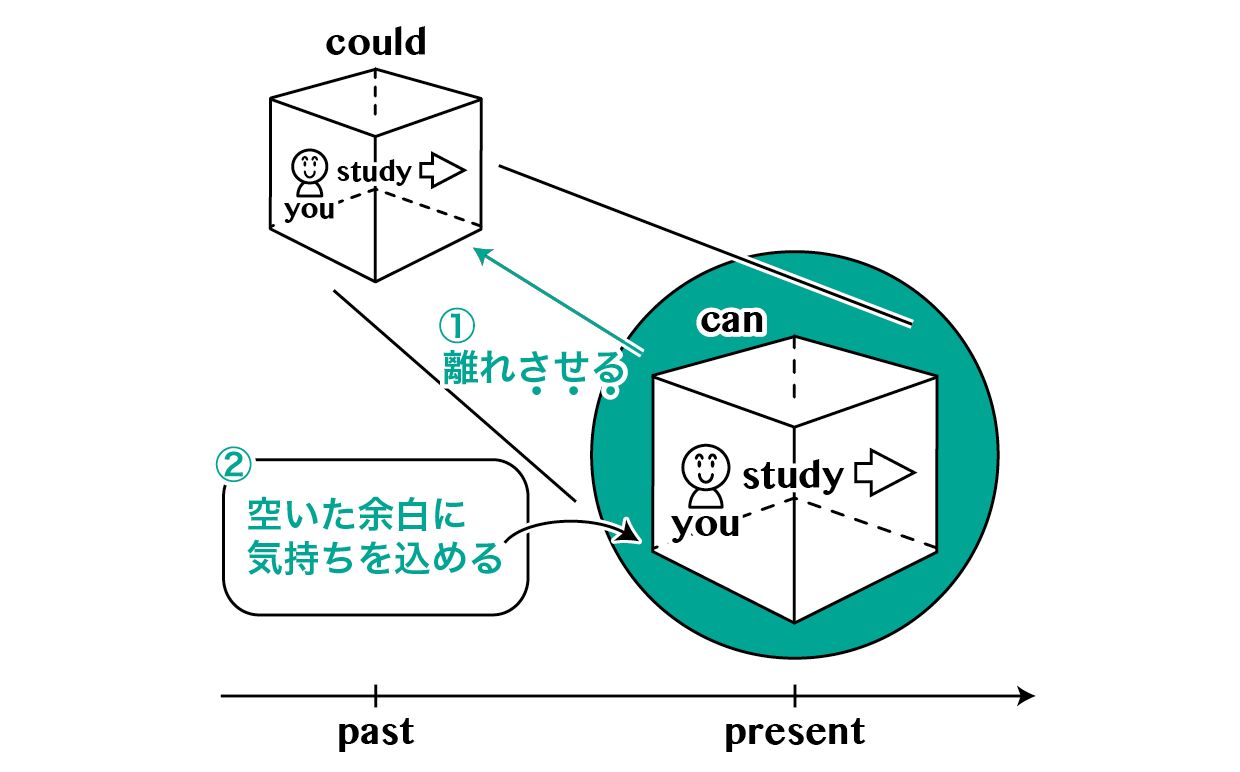 could
study
you
①
離れさせる
can
study
you
②
空いた余白に
気持ちを込める
past
present